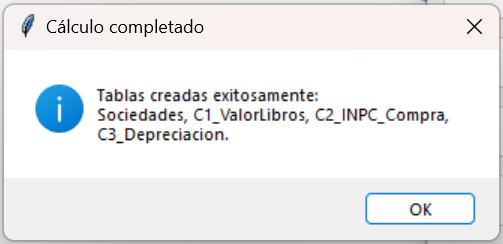 Cálculo completado
Tablas creadas exitosamente:
Sociedades, C1_ValorLibros, C2_INPC_Compra,
C3_Depreciacion.
OK